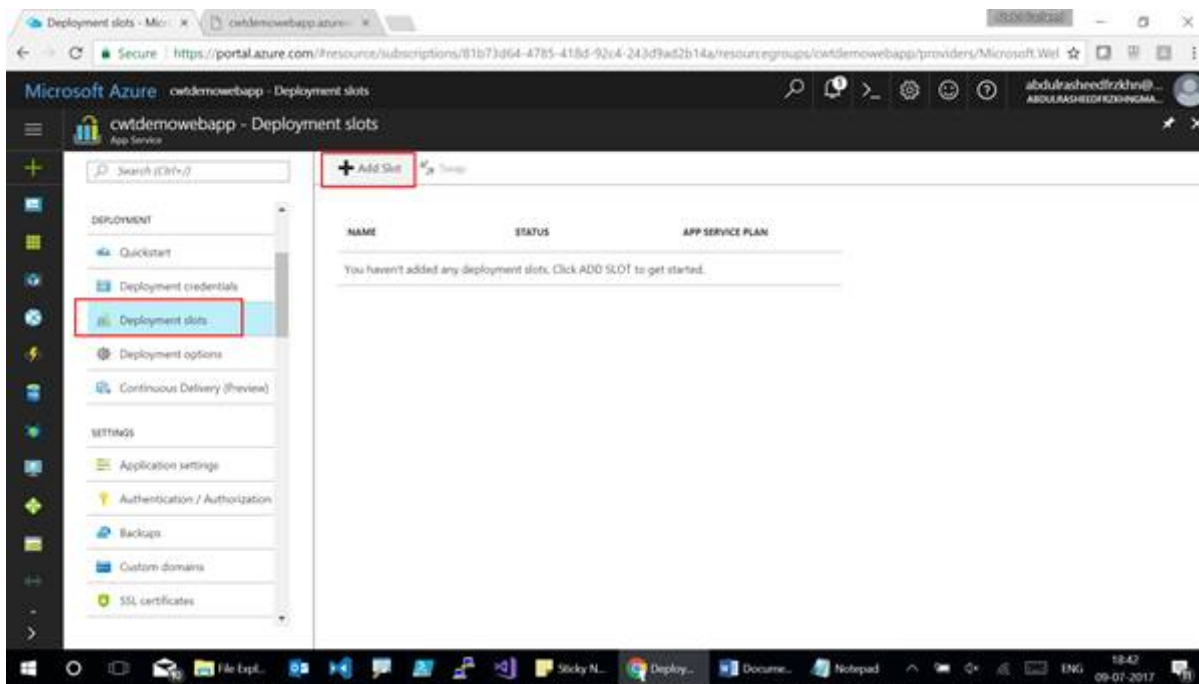 Deployment slots - Micr
cwtdemowebapp.azure
Secure
https://portal.azure.com/#resource/subscriptions/81b73d64-4785-418d-92c4-243d9ad2b14a/resourcegroups/cwtdemowebapp/providers/Microsoft.Wel
Microsoft Azure cwtdemowebapp - Deployment slots
abdulrasheedfrzkhn@...
cwtdemowebapp - Deployment slots
App Service
Search (Ctrl+/)
Add Slot
Swap
DEPLOYMENT
Quickstart
Deployment credentials
Deployment slots
Deployment options
Continuous Delivery (Preview)
SETTINGS
Application settings
Authentication / Authorization
Backups
Custom domains
SSL certificates
NAME STATUS APP SERVICE PLAN
You haven't added any deployment slots. Click ADD SLOT to get started.
File Expl...
Sticky N...
Deploy...
Docume...
Notepad
ENG
18:42
09-07-2017